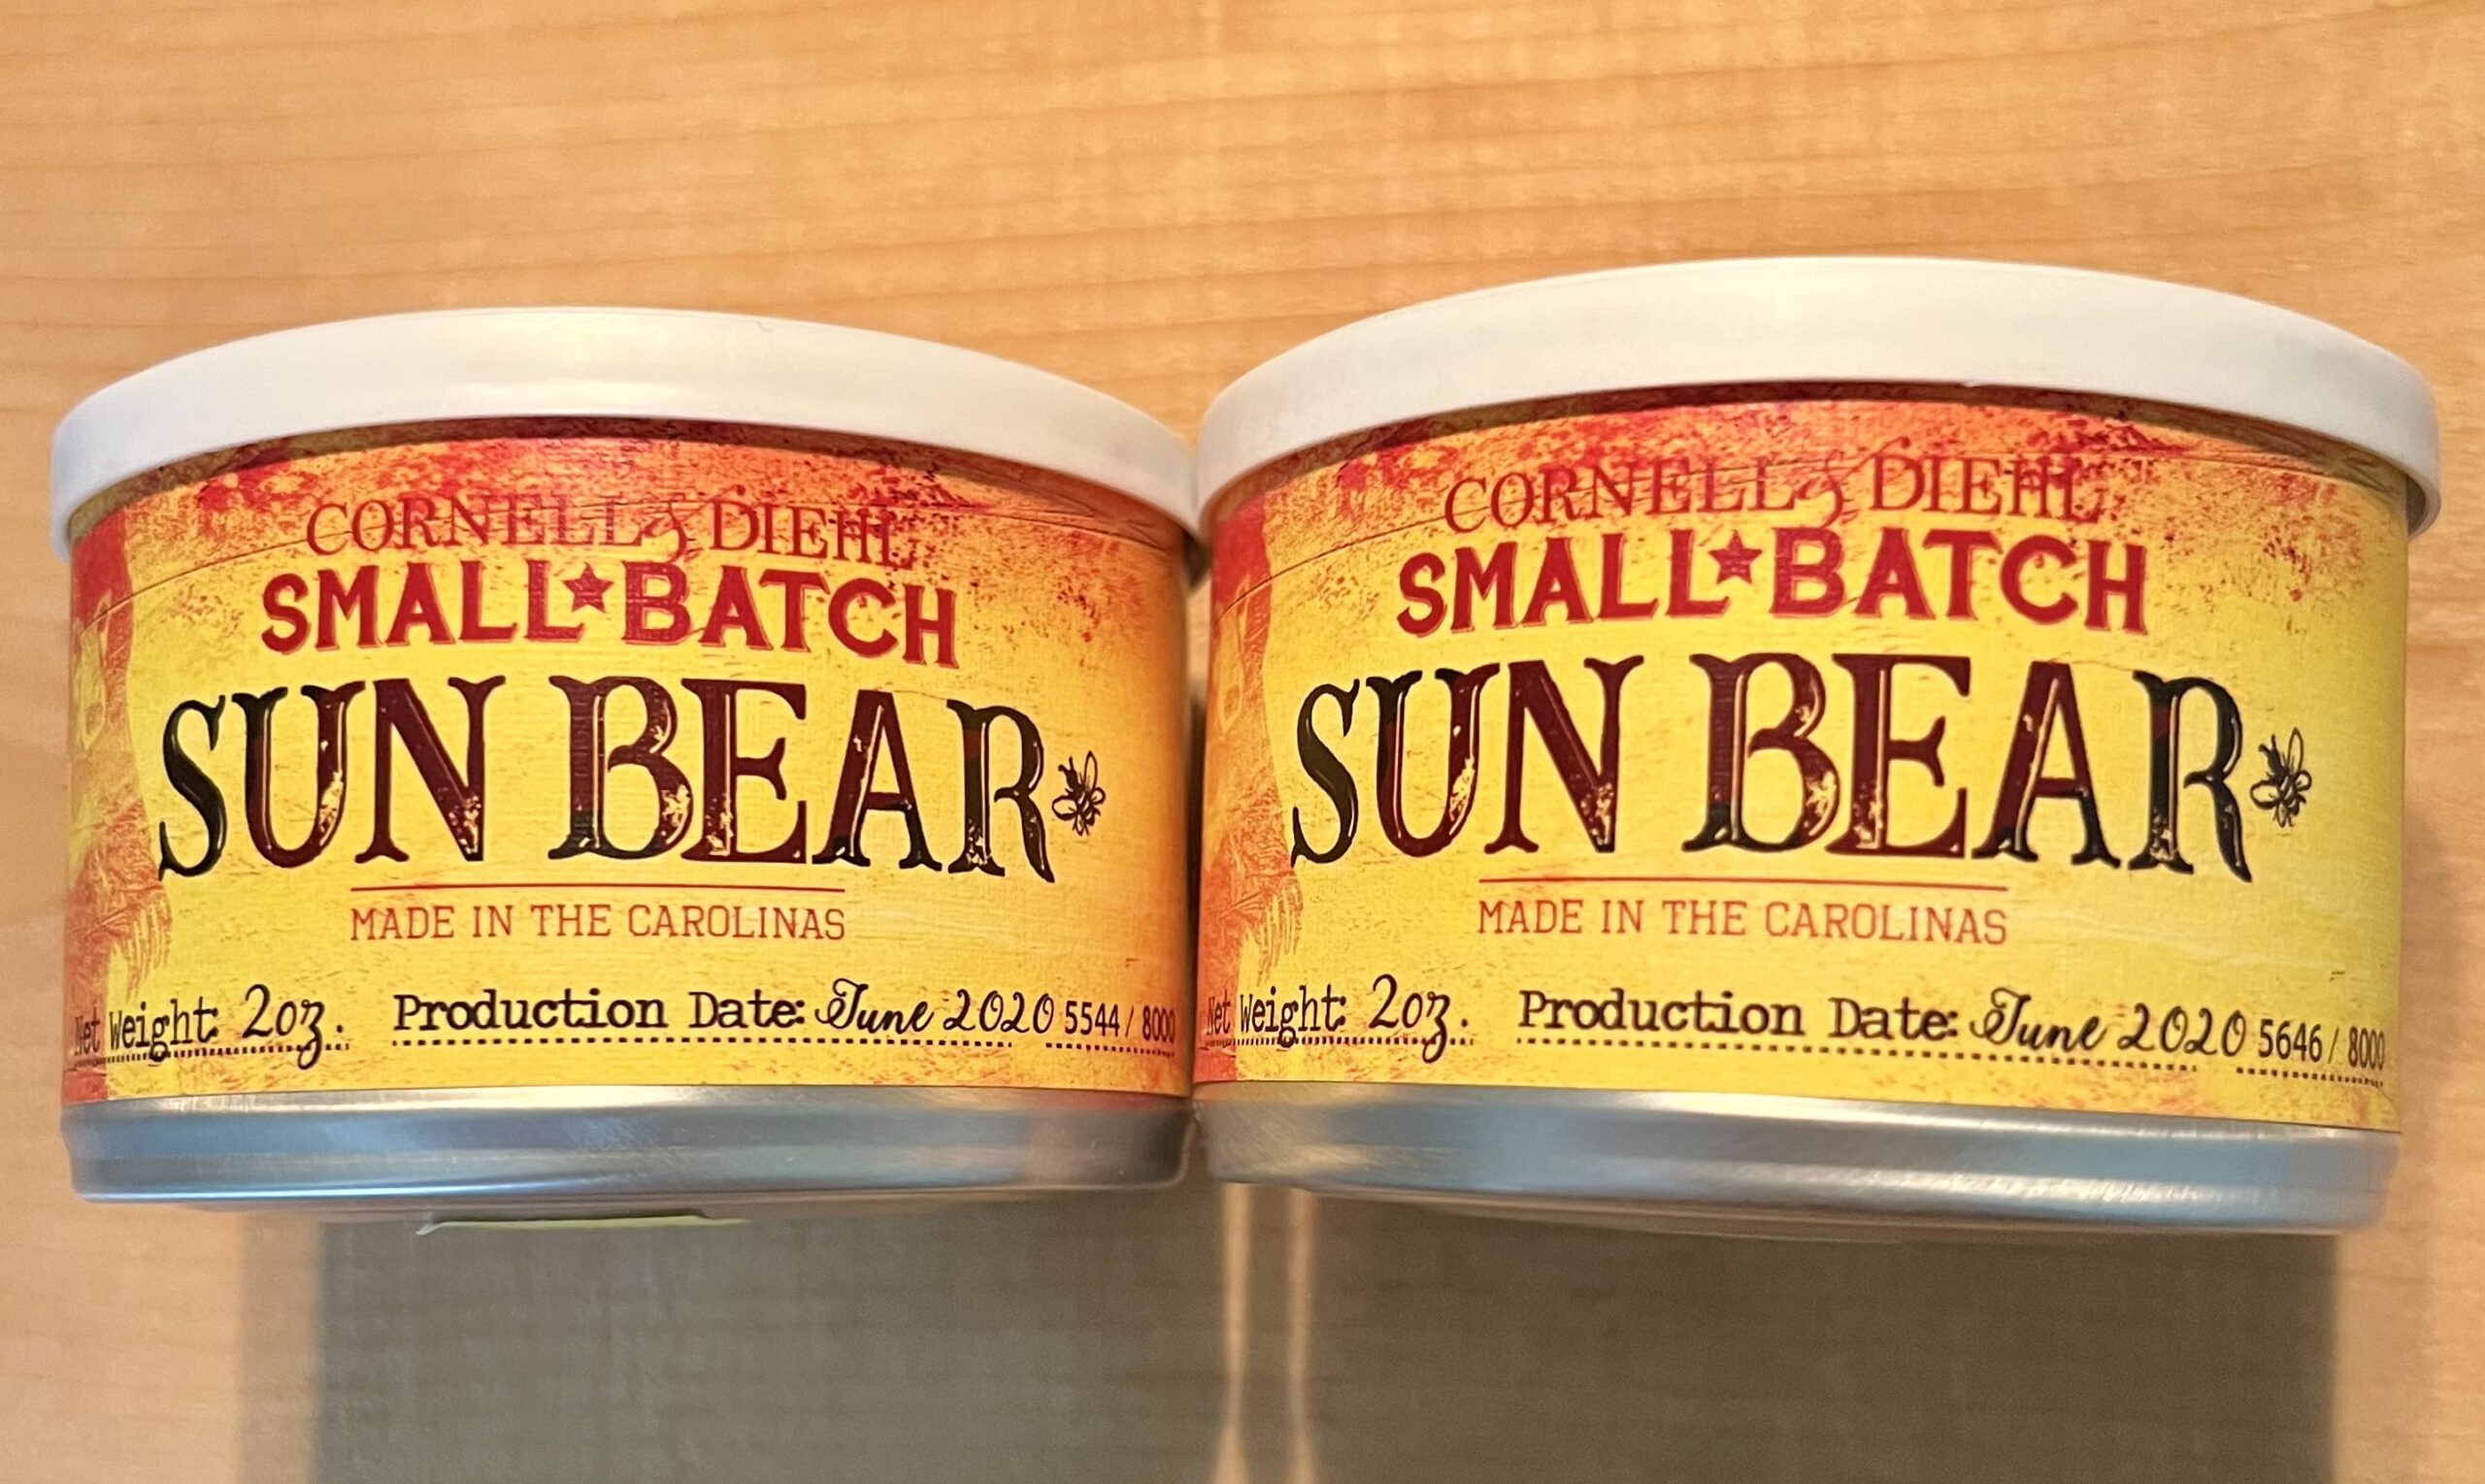 CORNELL & DIEHL
SMALL★BATCH
SUN BEAR
MADE IN THE CAROLINAS
Net Weight: 2oz. Production Date: June 2020 5544 / 8000
CORNELL & DIEHL
SMALL★BATCH
SUN BEAR
MADE IN THE CAROLINAS
Net Weight: 2oz. Production Date: June 2020 5646 / 8000